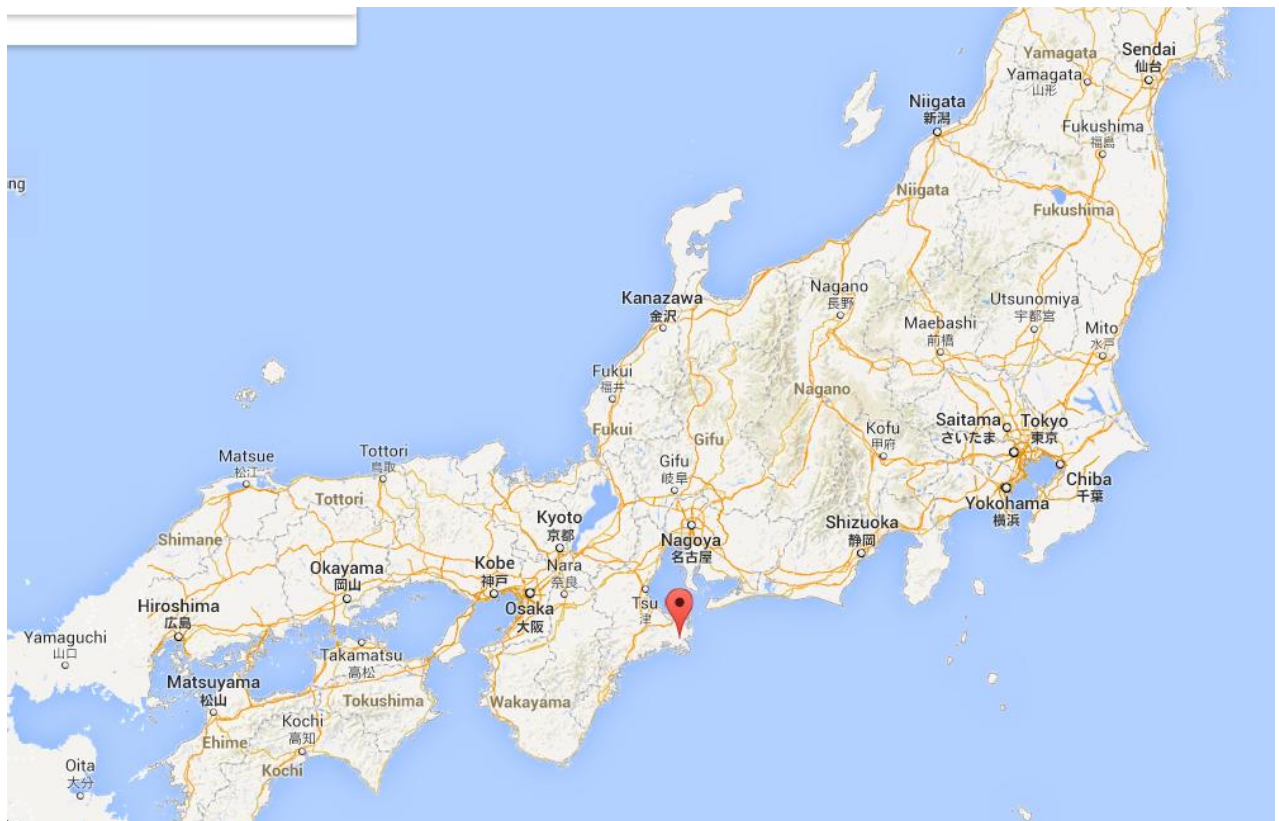 Yamagata
Sendai
仙台
Yamagata
山形
Niigata
新潟
Fukushima
福島
ng
Niigata
Fukushima
Nagano
長野
Kanazawa
金沢
Utsunomiya
宇都宮
Maebashi
前橋
Mito
水戸
Fukui
福井
Nagano
Fukui
Gifu
Saitama
さいたま
Tokyo
東京
Kofu
甲府
Matsue
松江
Tottori
鳥取
Gifu
岐阜
Chiba
千葉
Tottori
Yokohama
横浜
Kyoto
京都
Shizuoka
静岡
Shimane
Nagoya
名古屋
Okayama
岡山
Kobe
神戸
Nara
奈良
Hiroshima
広島
Osaka
大阪
Tsu
津
Yamaguchi
山口
Takamatsu
高松
Matsuyama
松山
Tokushima
Wakayama
Kochi
高知
Ehime
Kochi
Oita
大分